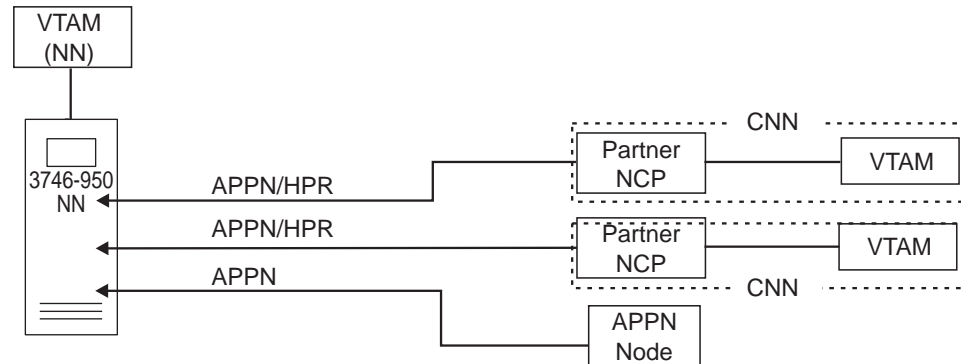 VTAM
(NN)
CNN
Partner
NCP
VTAM
3746-950
NN
APPN/HPR
APPN/HPR
Partner
NCP
VTAM
APPN
CNN
APPN
Node